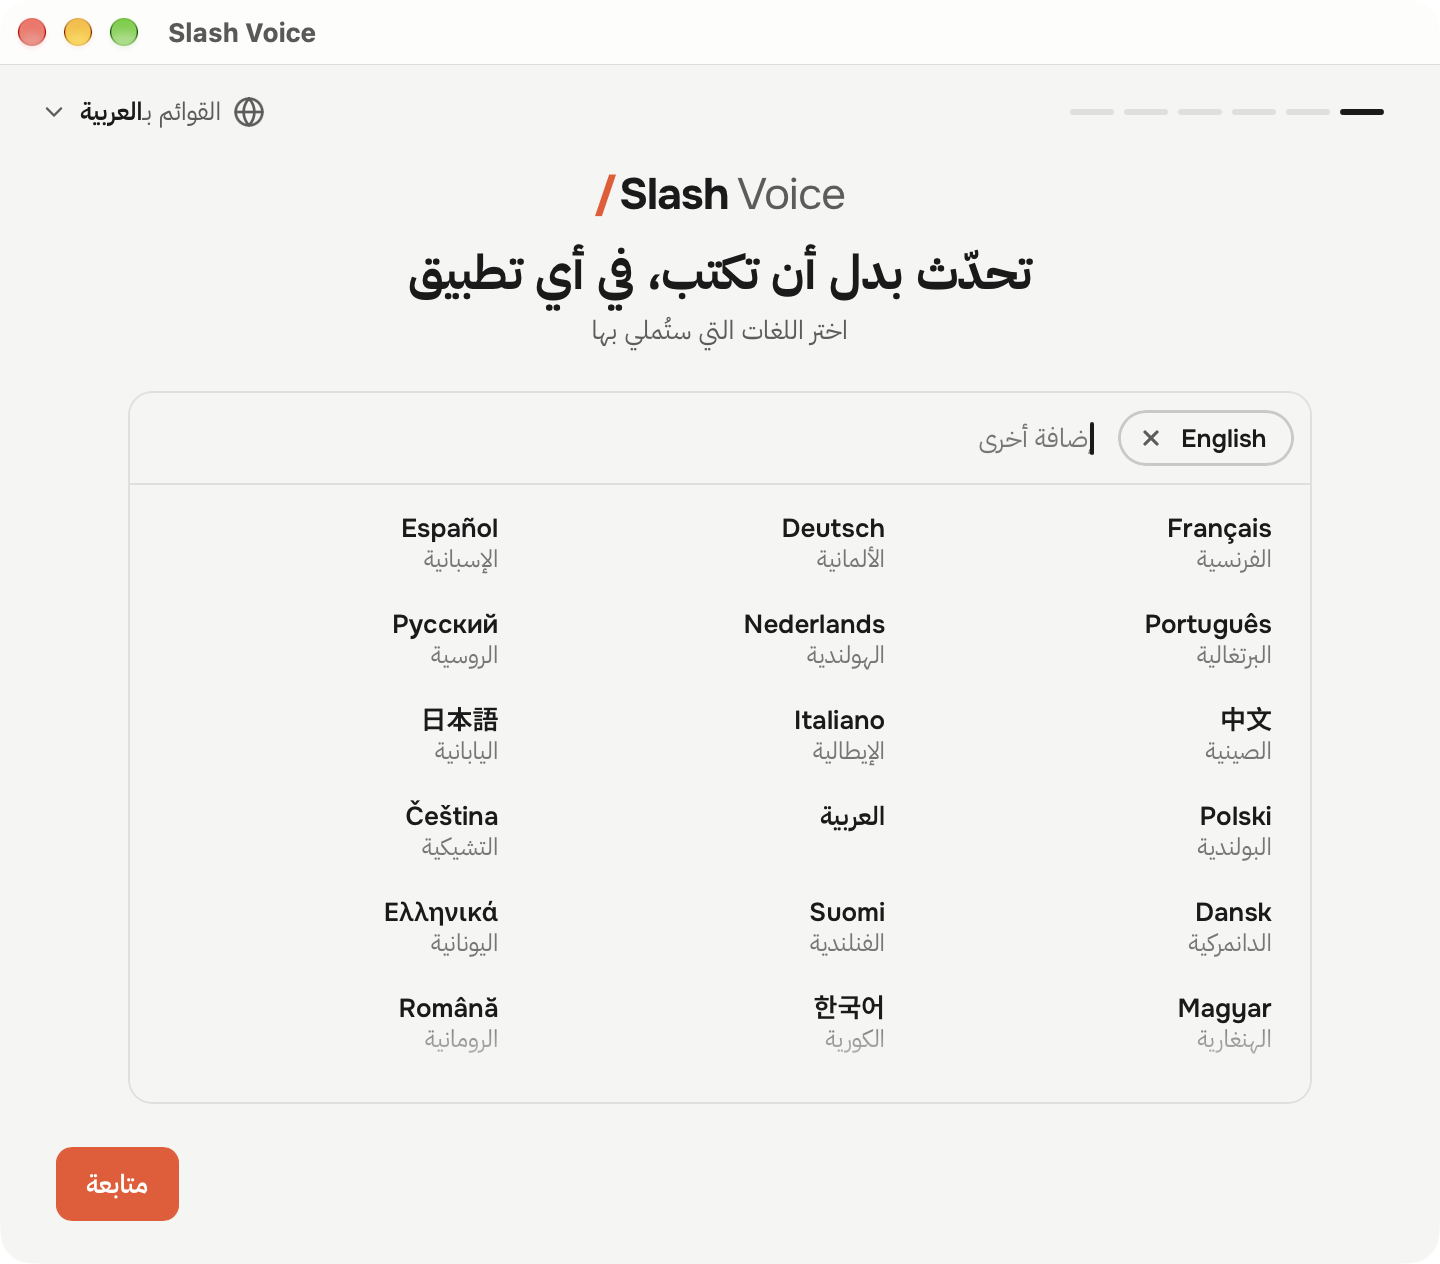 Slash Voice
القوائم بـالعربية
/Slash Voice
تحدّث بدل أن تكتب، في أي تطبيق
اختر اللغات التي ستُملي بها
English
إضافة أخرى
Français
الفرنسية
Deutsch
الألمانية
Español
الإسبانية
Português
البرتغالية
Nederlands
الهولندية
Русский
الروسية
中文
الصينية
Italiano
الإيطالية
日本語
اليابانية
Polski
البولندية
العربية
Čeština
التشيكية
Dansk
الدانمركية
Suomi
الفنلندية
Ελληνικά
اليونانية
Magyar
الهنغارية
한국어
الكورية
Română
الرومانية
متابعة